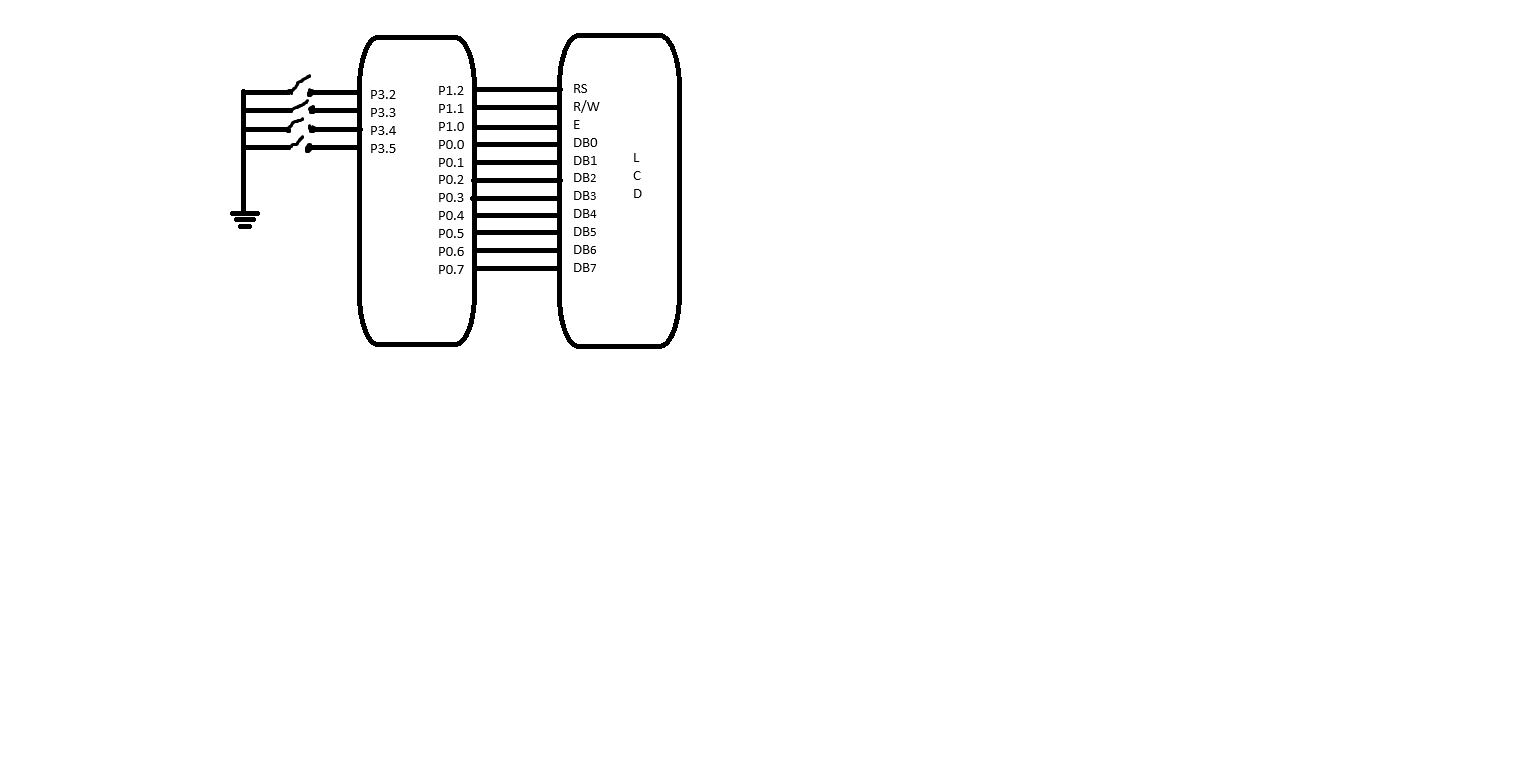 P3.2
P3.3
P3.4
P3.5
P1.2
P1.1
P1.0
P0.0
P0.1
P0.2
P0.3
P0.4
P0.5
P0.6
P0.7
RS
R/W
E
DB0
DB1
DB2
DB3
DB4
DB5
DB6
DB7
L
C
D